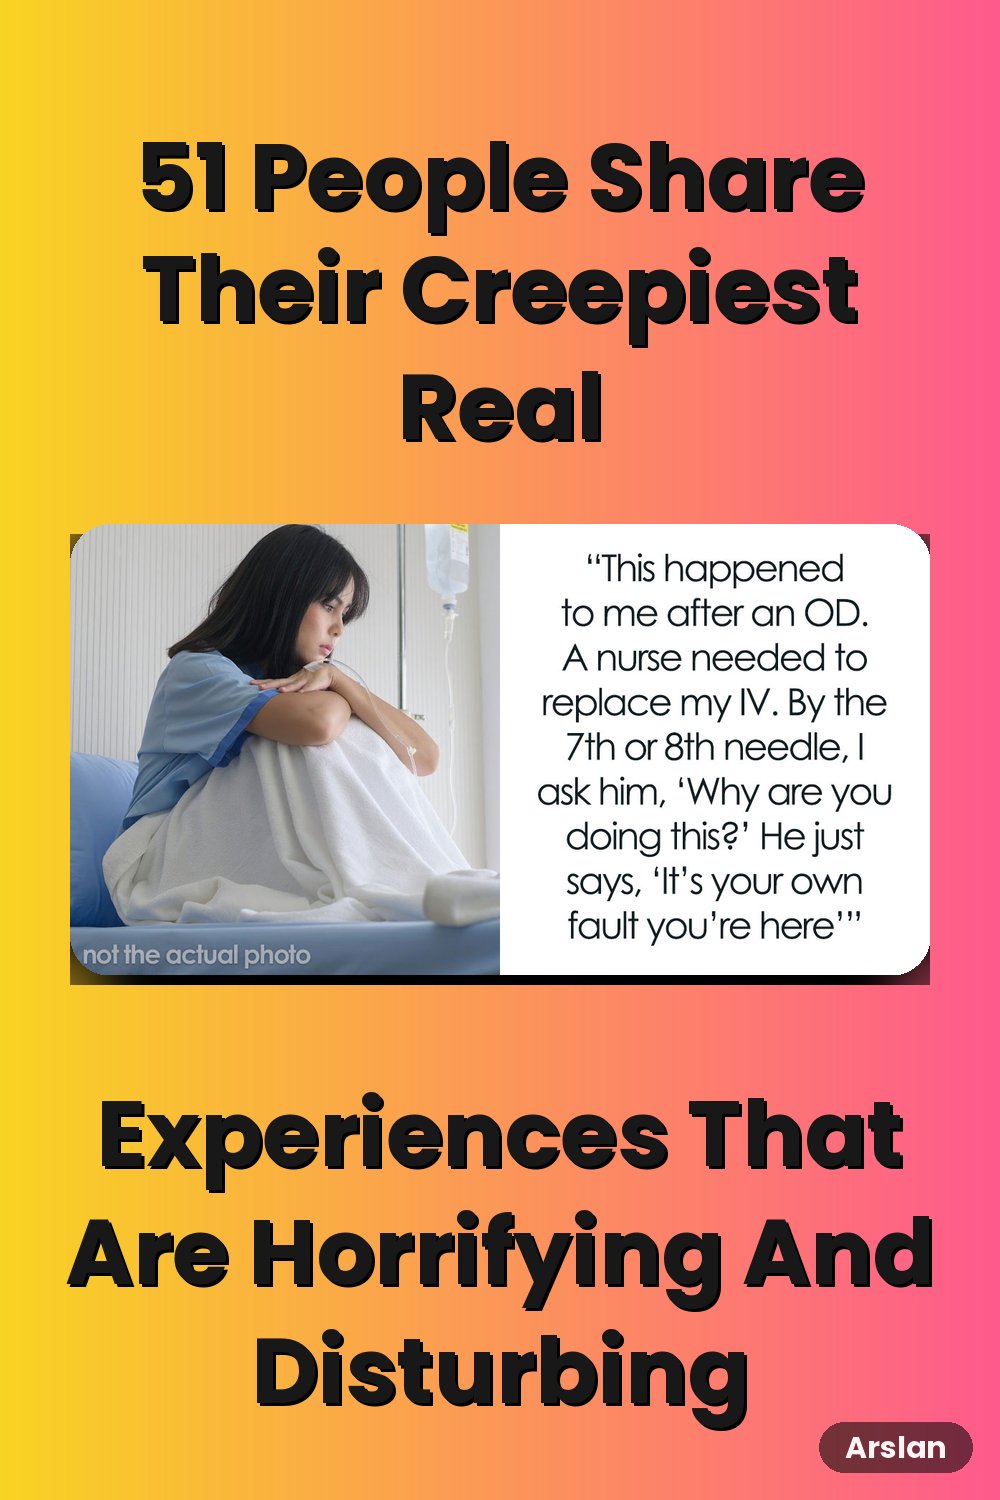 51 People Share
Their Creepiest
Real
“This happened
to me after an OD.
A nurse needed to
replace my IV. By the
7th or 8th needle, I
ask him, ‘Why are you
doing this?’ He just
says, ‘It’s your own
fault you’re here’”
not the actual photo
Experiences That
Are Horrifying And
Disturbing
Arslan